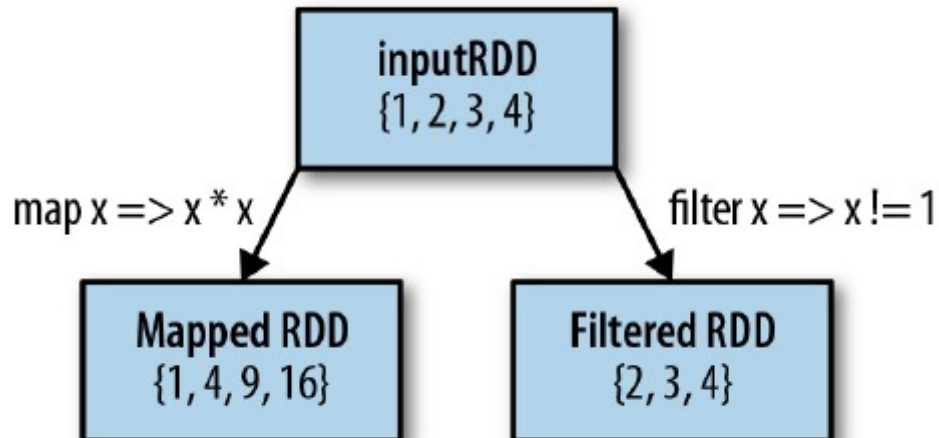 inputRDD
{1, 2, 3, 4}
map x => x * x
filter x => x != 1
Mapped RDD
{1, 4, 9, 16}
Filtered RDD
{2, 3, 4}